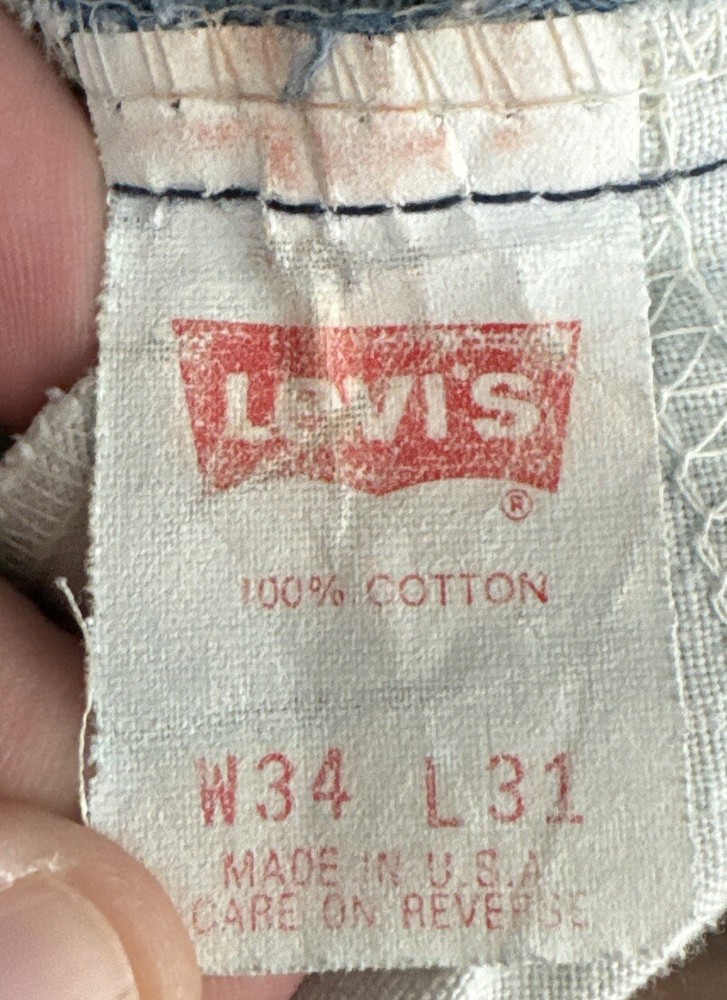 LEVI'S
®
100% COTTON
W34 L31
MADE IN U.S.A
CARE ON REVERSE